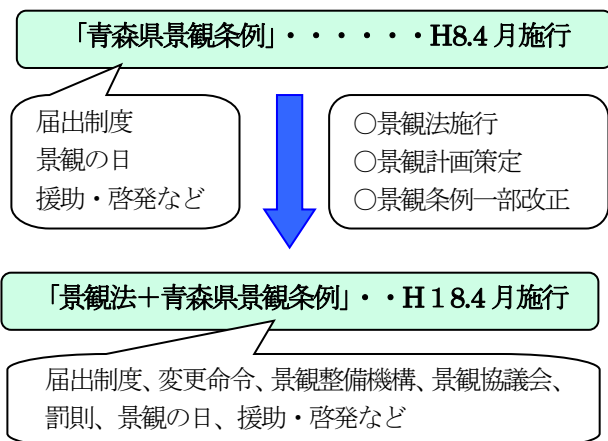 「青森県景観条例」・・・・・・H8.4月施行
届出制度
景観の日
援助・啓発など
○景観法施行
○景観計画策定
○景観条例一部改正
「景観法＋青森県景観条例」・・H１8.4月施行
届出制度、変更命令、景観整備機構、景観協議会、
罰則、景観の日、援助・啓発など